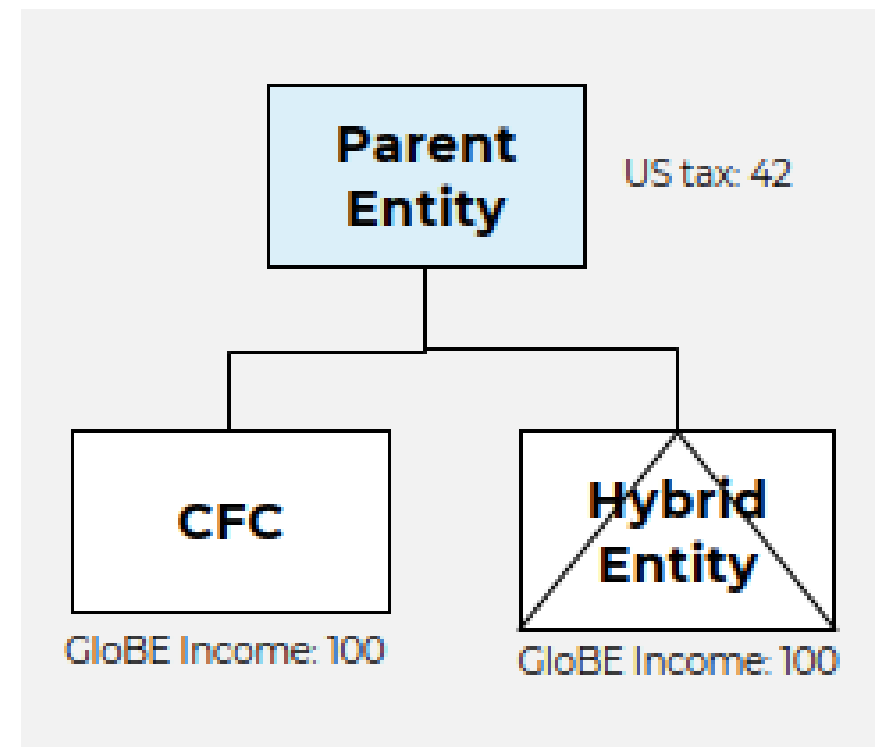 Parent
Entity
US tax: 42
CFC
Hybrid
Entity
GloBE Income: 100
GloBE Income: 100